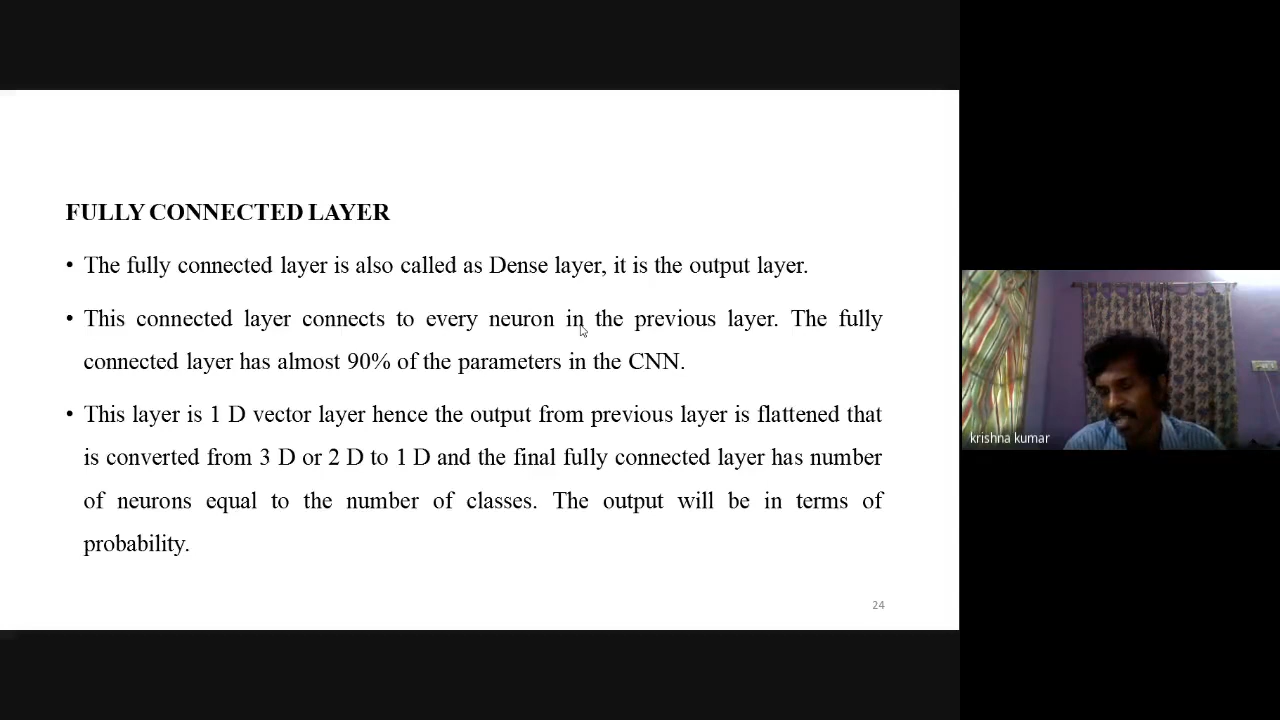 FULLY CONNECTED LAYER
• The fully connected layer is also called as Dense layer, it is the output layer.
• This connected layer connects to every neuron in the previous layer. The fully
connected layer has almost 90% of the parameters in the CNN.
• This layer is 1 D vector layer hence the output from previous layer is flattened that
is converted from 3 D or 2 D to 1 D and the final fully connected layer has number
of neurons equal to the number of classes. The output will be in terms of
probability.
24
krishna kumar